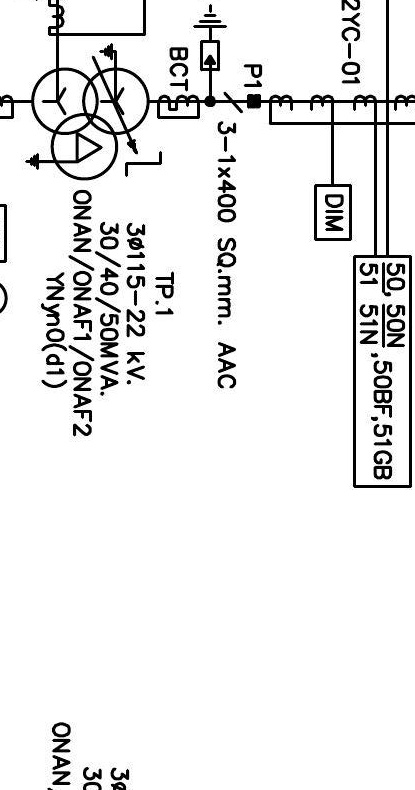 2YC-01
50, 50N ,50BF,51GB
51 51N
DIM
P1
BCT
3-1x400 SQ.mm. AAC
TP.1
3ø115-22 kV.
30/40/50MVA.
ONAN/ONAF1/ONAF2
YNyn0(d1)
3ø
30
ONAN,